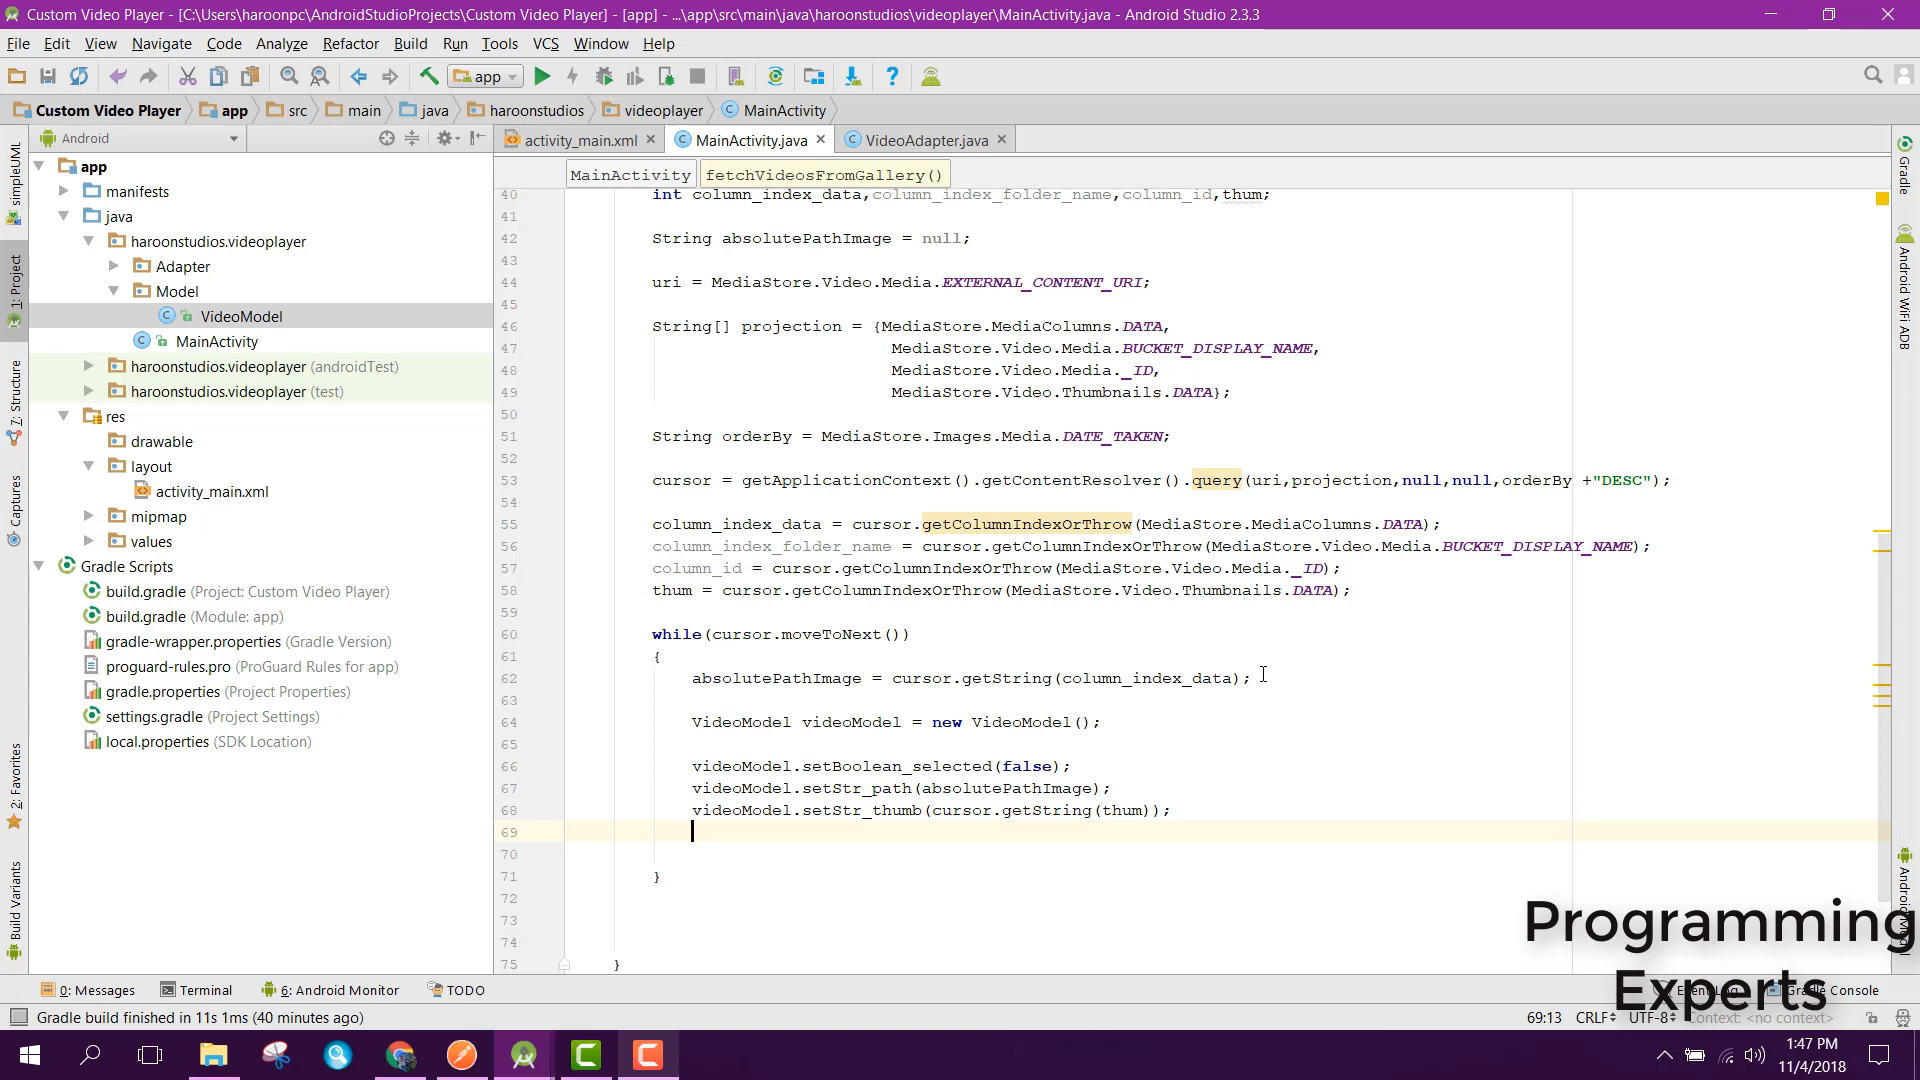 Custom Video Player - [C:\Users\haroonpc\AndroidStudioProjects\Custom Video Player] - [app] - ...\app\src\main\java\haroonstudios\videoplayer\MainActivity.java - Android Studio 2.3.3
File Edit View Navigate Code Analyze Refactor Build Run Tools VCS Window Help
app
Custom Video Player app src main java haroonstudios videoplayer MainActivity
Android
activity_main.xml MainActivity.java VideoAdapter.java
MainActivity fetchVideosFromGallery()
simpleUML
1: Project
7: Structure
Captures
2: Favorites
Build Variants
app
manifests
java
haroonstudios.videoplayer
Adapter
Model
VideoModel
MainActivity
haroonstudios.videoplayer (androidTest)
haroonstudios.videoplayer (test)
res
drawable
layout
activity_main.xml
mipmap
values
Gradle Scripts
build.gradle (Project: Custom Video Player)
build.gradle (Module: app)
gradle-wrapper.properties (Gradle Version)
proguard-rules.pro (ProGuard Rules for app)
gradle.properties (Project Properties)
settings.gradle (Project Settings)
local.properties (SDK Location)
40 int column_index_data,column_index_folder_name,column_id,thum;
41
42 String absolutePathImage = null;
43
44 uri = MediaStore.Video.Media.EXTERNAL_CONTENT_URI;
45
46 String[] projection = {MediaStore.MediaColumns.DATA,
47 MediaStore.Video.Media.BUCKET_DISPLAY_NAME,
48 MediaStore.Video.Media._ID,
49 MediaStore.Video.Thumbnails.DATA};
50
51 String orderBy = MediaStore.Images.Media.DATE_TAKEN;
52
53 cursor = getApplicationContext().getContentResolver().query(uri,projection,null,null,orderBy +"DESC");
54
55 column_index_data = cursor.getColumnIndexOrThrow(MediaStore.MediaColumns.DATA);
56 column_index_folder_name = cursor.getColumnIndexOrThrow(MediaStore.Video.Media.BUCKET_DISPLAY_NAME);
57 column_id = cursor.getColumnIndexOrThrow(MediaStore.Video.Media._ID);
58 thum = cursor.getColumnIndexOrThrow(MediaStore.Video.Thumbnails.DATA);
59
60 while(cursor.moveToNext())
61 {
62 absolutePathImage = cursor.getString(column_index_data);
63
64 VideoModel videoModel = new VideoModel();
65
66 videoModel.setBoolean_selected(false);
67 videoModel.setStr_path(absolutePathImage);
68 videoModel.setStr_thumb(cursor.getString(thum));
69
70
71 }
72
73
74
75 }
Gradle
Android WiFi ADB
Programming
Experts
0: Messages Terminal 6: Android Monitor TODO Gradle Console
Gradle build finished in 11s 1ms (40 minutes ago) 69:13 CRLF UTF-8 Context: <no context>
1:47 PM
11/4/2018